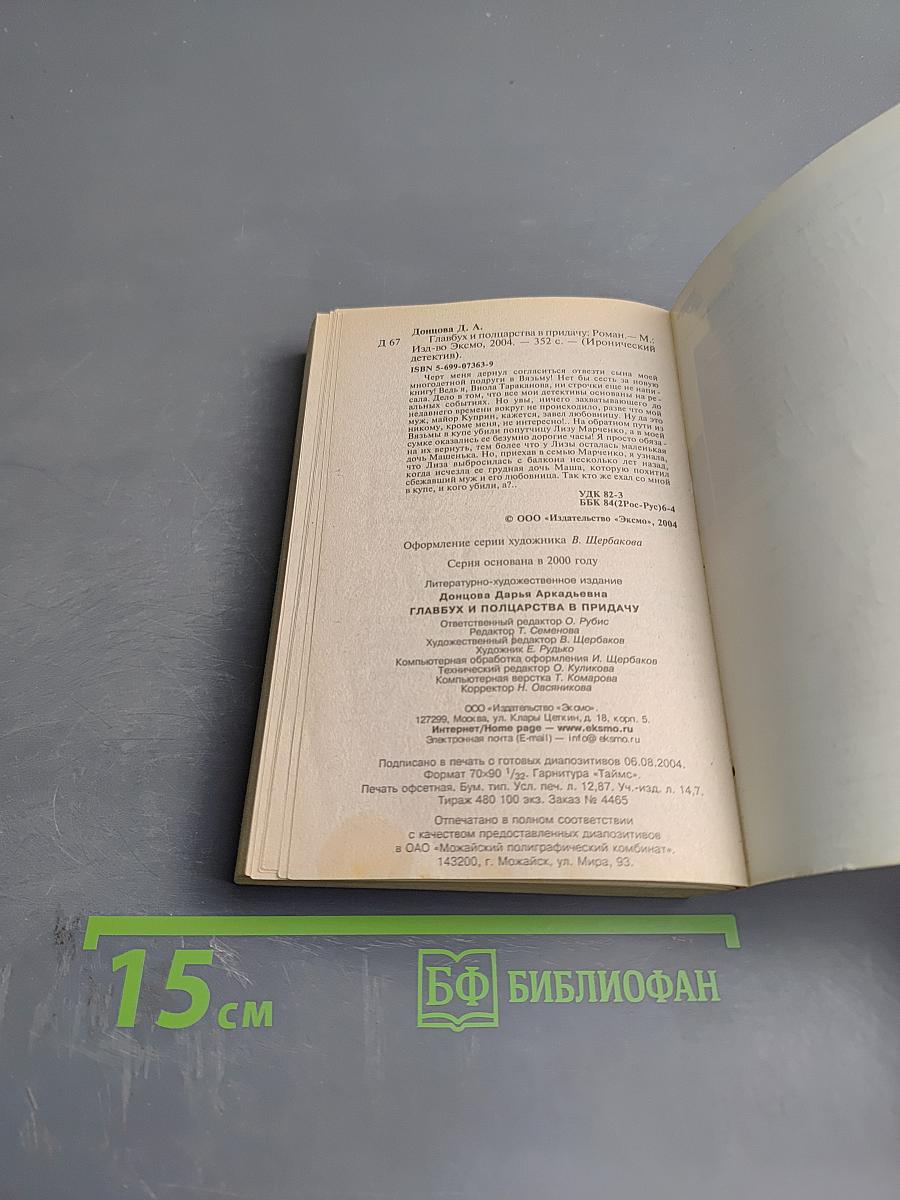 Донцова Д. А.
Д 67 Главбух и полцарства в придачу: Роман.— М.:
Изд-во Эксмо, 2004. — 352 с. — (Иронический
детектив).
ISBN 5-699-07363-9
Черт меня дернул согласиться отвезти сына моей
многодетной подруги в Вязьму! Нет бы сесть за новую
книгу! Ведь я, Виола Тараканова, ни строчки еще не напи-
сала. Дело в том, что все мои детективы основаны на ре-
альных событиях. Но увы, ничего захватывающего до
недавнего времени вокруг не происходило, разве что мой
муж, майор Куприн, кажется, завел любовницу. Ну да это
никому, кроме меня, не интересно!.. На обратном пути из
Вязьмы в купе убили попутчицу Лизу Марченко, а в моей
сумке оказались ее безумно дорогие часы! Я просто обяза-
на их вернуть, тем более что у Лизы осталась маленькая
дочь Машенька. Но, приехав в семью Марченко, я узнала,
что Лиза выбросилась с балкона несколько лет назад,
когда исчезла ее грудная дочь Маша, которую похитил
сбежавший муж и его любовница. Так кто же ехал со мной
в купе, и кого убили, а?..
УДК 82-3
ББК 84(2Рос-Рус)6-4
© ООО «Издательство «Эксмо», 2004
Оформление серии художника В. Щербакова
Серия основана в 2000 году
Литературно-художественное издание
Донцова Дарья Аркадьевна
ГЛАВБУХ И ПОЛЦАРСТВА В ПРИДАЧУ
Ответственный редактор О. Рубис
Редактор Т. Семенова
Художественный редактор В. Щербаков
Художник Е. Рудько
Компьютерная обработка оформления И. Щербаков
Технический редактор О. Куликова
Компьютерная верстка Т. Комарова
Корректор Н. Овсяникова
ООО «Издательство «Эксмо».
127299, Москва, ул. Клары Цеткин, д. 18, корп. 5.
Интернет/Home page — www.eksmo.ru
Электронная почта (E-mail) — info@ eksmo.ru
Подписано в печать с готовых диапозитивов 06.08.2004.
Формат 70×90 1/32. Гарнитура «Таймс».
Печать офсетная. Бум. тип. Усл. печ. л. 12,87. Уч.-изд. л. 14,7.
Тираж 480 100 экз. Заказ № 4465
Отпечатано в полном соответствии
с качеством предоставленных диапозитивов
в ОАО «Можайский полиграфический комбинат».
143200, г. Можайск, ул. Мира, 93.
15 см
БФ БИБЛИОФАН